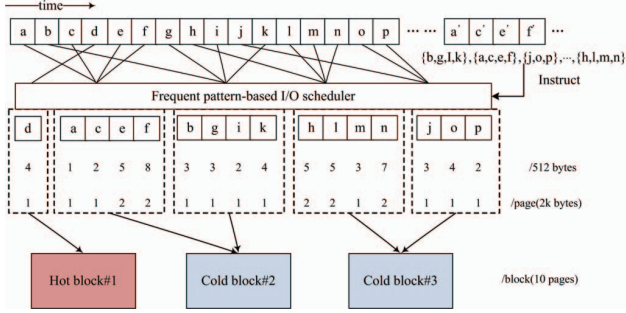 time
a b c d e f g h i j k l m n o p ··· ··· a' c' e' f' ···
{b,g,I,k},{a,c,e,f},{j,o,p},···,{h,l,m,n}
Instruct
Frequent pattern-based I/O scheduler
d a c e f b g i k h l m n j o p
4 1 2 5 8 3 3 2 4 5 5 3 7 3 4 2 /512 bytes
1 1 1 2 2 1 1 1 1 2 2 1 2 1 1 1 /page(2k bytes)
Hot block#1 Cold block#2 Cold block#3 /block(10 pages)